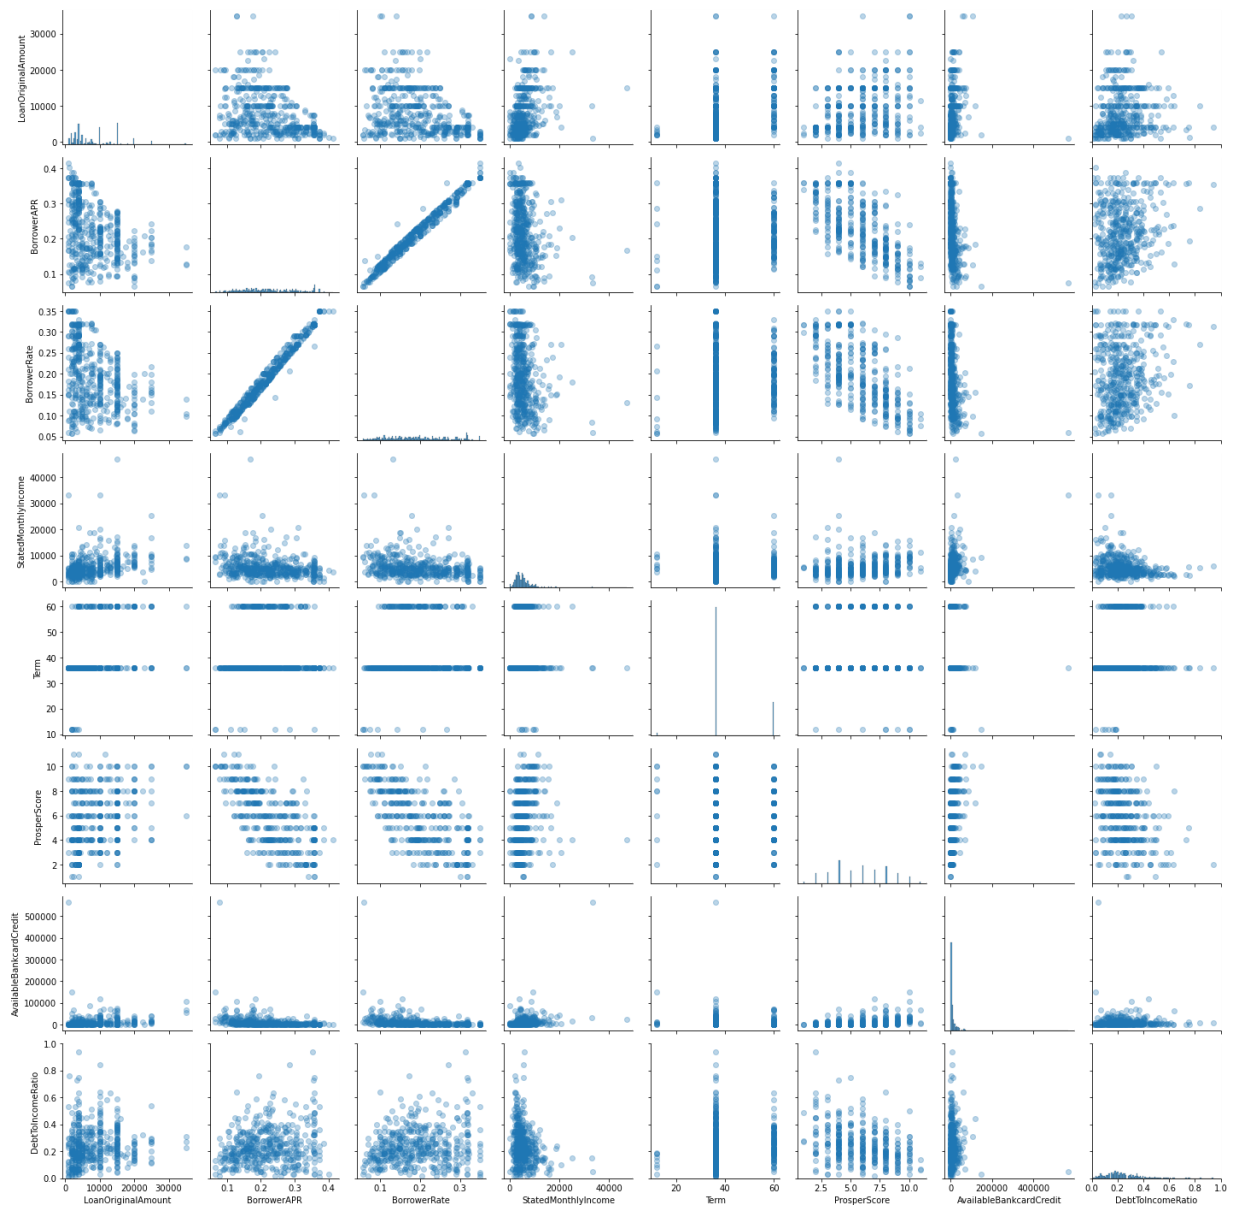 LoanOriginalAmount
30000
20000
10000
0
BorrowerAPR
0.4
0.3
0.2
0.1
BorrowerRate
0.35
0.30
0.25
0.20
0.15
0.10
0.05
StatedMonthlyIncome
40000
30000
20000
10000
0
Term
60
50
40
30
20
10
ProsperScore
10
8
6
4
2
AvailableBankcardCredit
500000
400000
300000
200000
100000
0
DebtToIncomeRatio
1.0
0.8
0.6
0.4
0.2
0.0
0 10000 20000 30000
LoanOriginalAmount
0.1 0.2 0.3 0.4
BorrowerAPR
0.1 0.2 0.3
BorrowerRate
0 20000 40000
StatedMonthlyIncome
20 40 60
Term
2.5 5.0 7.5 10.0
ProsperScore
0 200000 400000
AvailableBankcardCredit
0.0 0.2 0.4 0.6 0.8 1.0
DebtToIncomeRatio